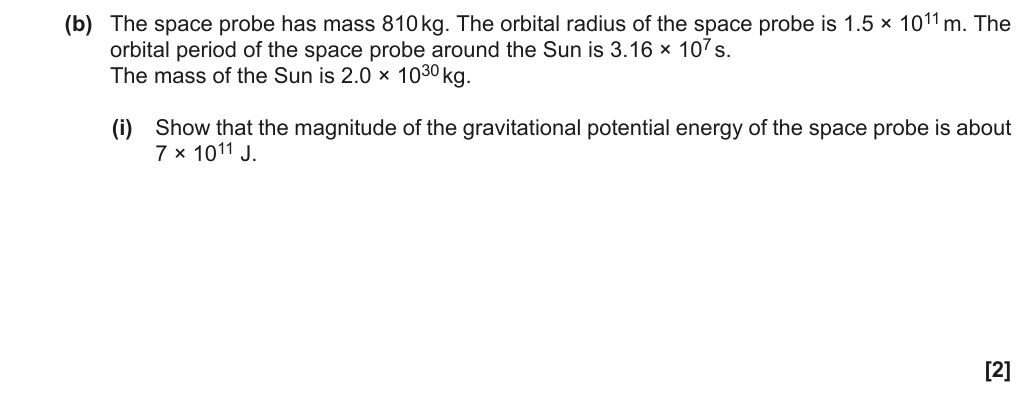 (b) The space probe has mass 810 kg. The orbital radius of the space probe is 1.5 × 10¹¹ m. The
orbital period of the space probe around the Sun is 3.16 × 10⁷ s.
The mass of the Sun is 2.0 × 10³⁰ kg.
(i) Show that the magnitude of the gravitational potential energy of the space probe is about
7 × 10¹¹ J.
[2]